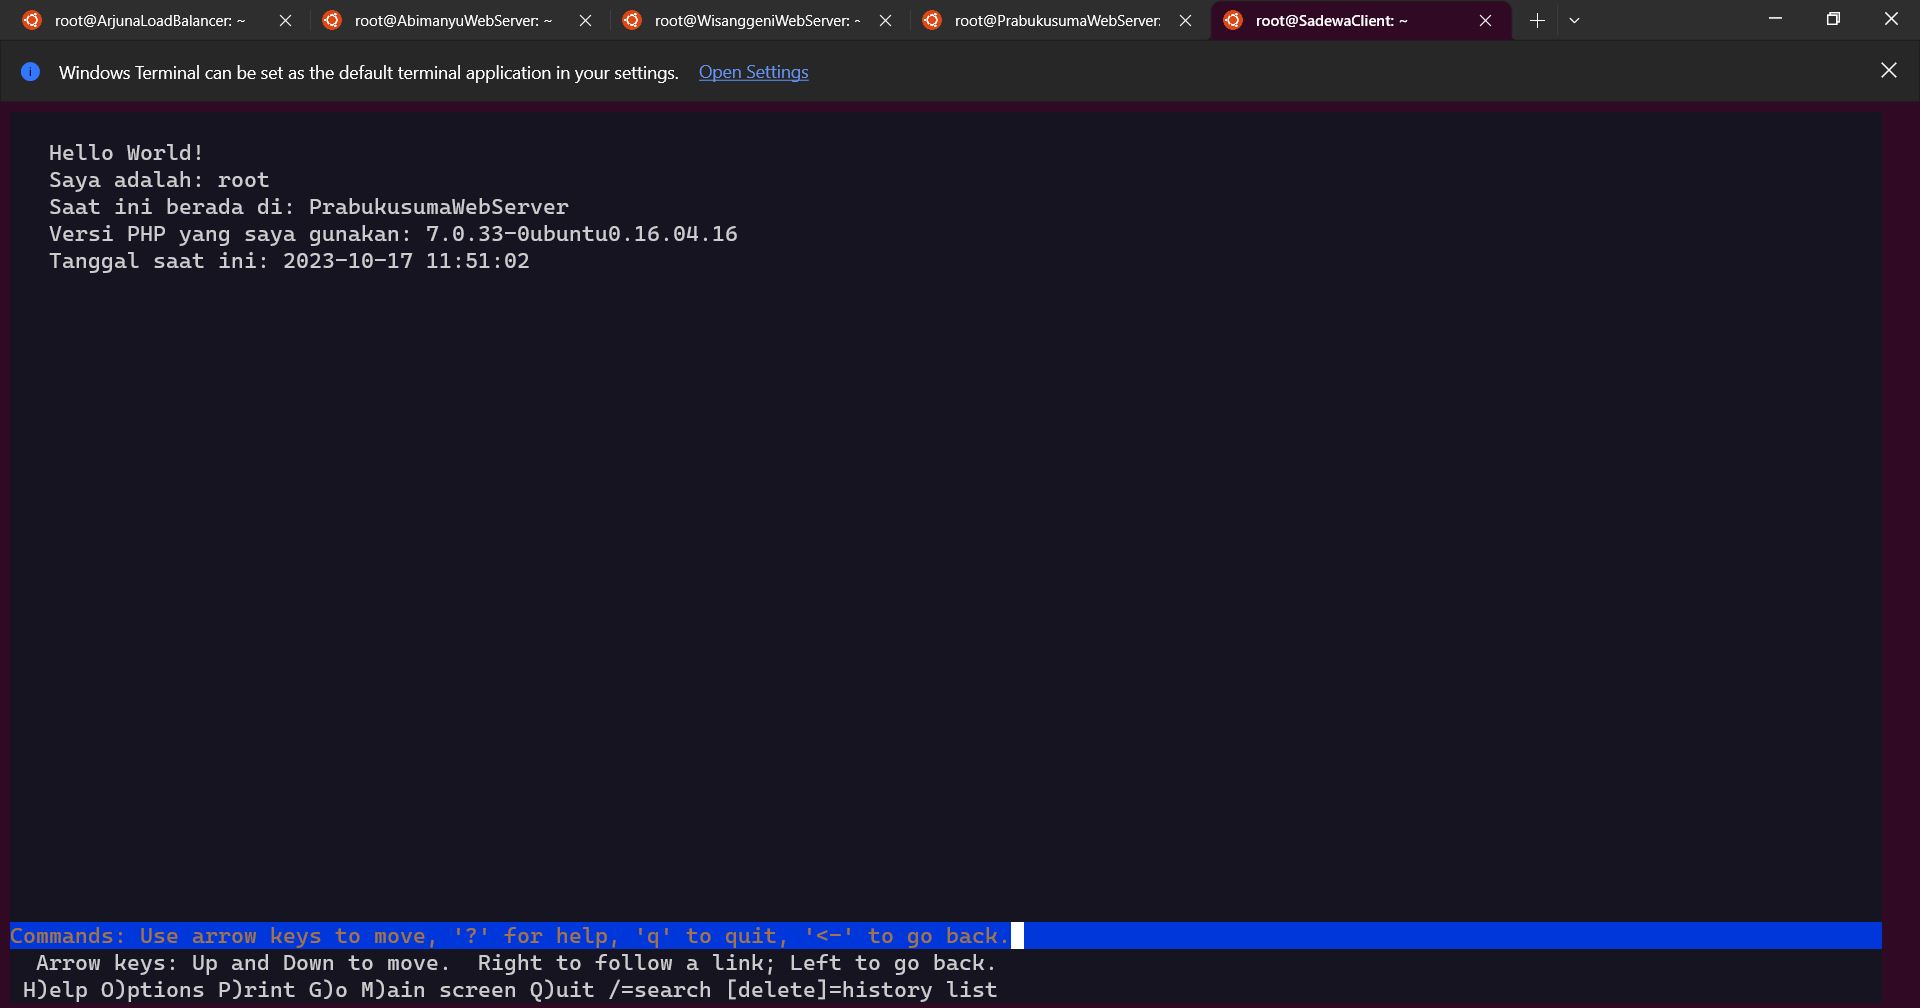 root@ArjunaLoadBalancer: ~
root@AbimanyuWebServer: ~
root@WisanggeniWebServer: ~
root@PrabukusumaWebServer:
root@SadewaClient: ~
Windows Terminal can be set as the default terminal application in your settings. Open Settings
Hello World!
Saya adalah: root
Saat ini berada di: PrabukusumaWebServer
Versi PHP yang saya gunakan: 7.0.33-0ubuntu0.16.04.16
Tanggal saat ini: 2023-10-17 11:51:02
Commands: Use arrow keys to move, '?' for help, 'q' to quit, '<-' to go back.
Arrow keys: Up and Down to move.  Right to follow a link; Left to go back.
H)elp O)ptions P)rint G)o M)ain screen Q)uit /=search [delete]=history list